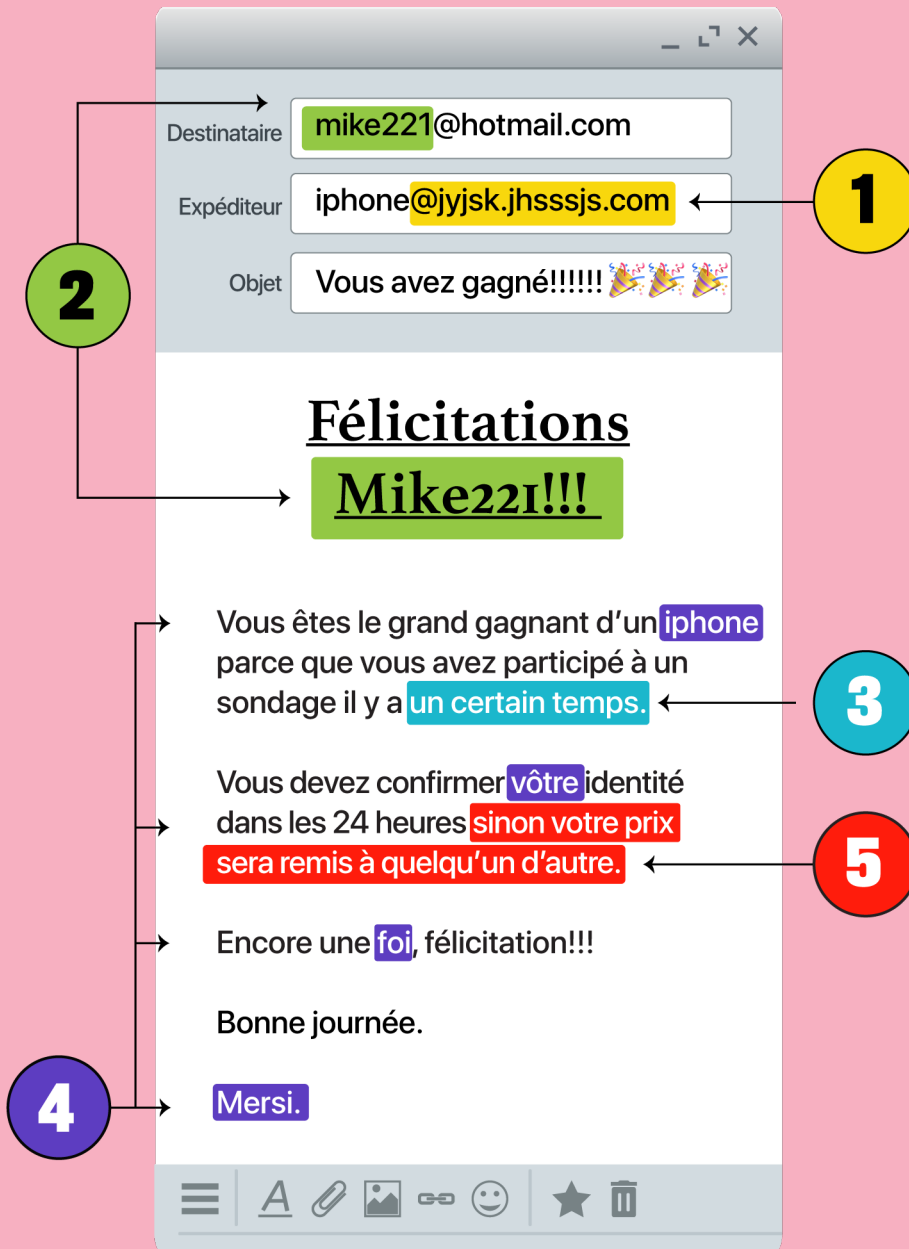 Destinataire mike221@hotmail.com
Expéditeur iphone@jyjsk.jhsssjs.com
1
2
Objet Vous avez gagné!!!!!! 🎉🎉🎉
Félicitations
Mike221!!!
Vous êtes le grand gagnant d'un iphone
parce que vous avez participé à un
sondage il y a un certain temps.
3
Vous devez confirmer vôtre identité
dans les 24 heures sinon votre prix
sera remis à quelqu'un d'autre.
5
Encore une foi, félicitation!!!
Bonne journée.
4
Mersi.
A